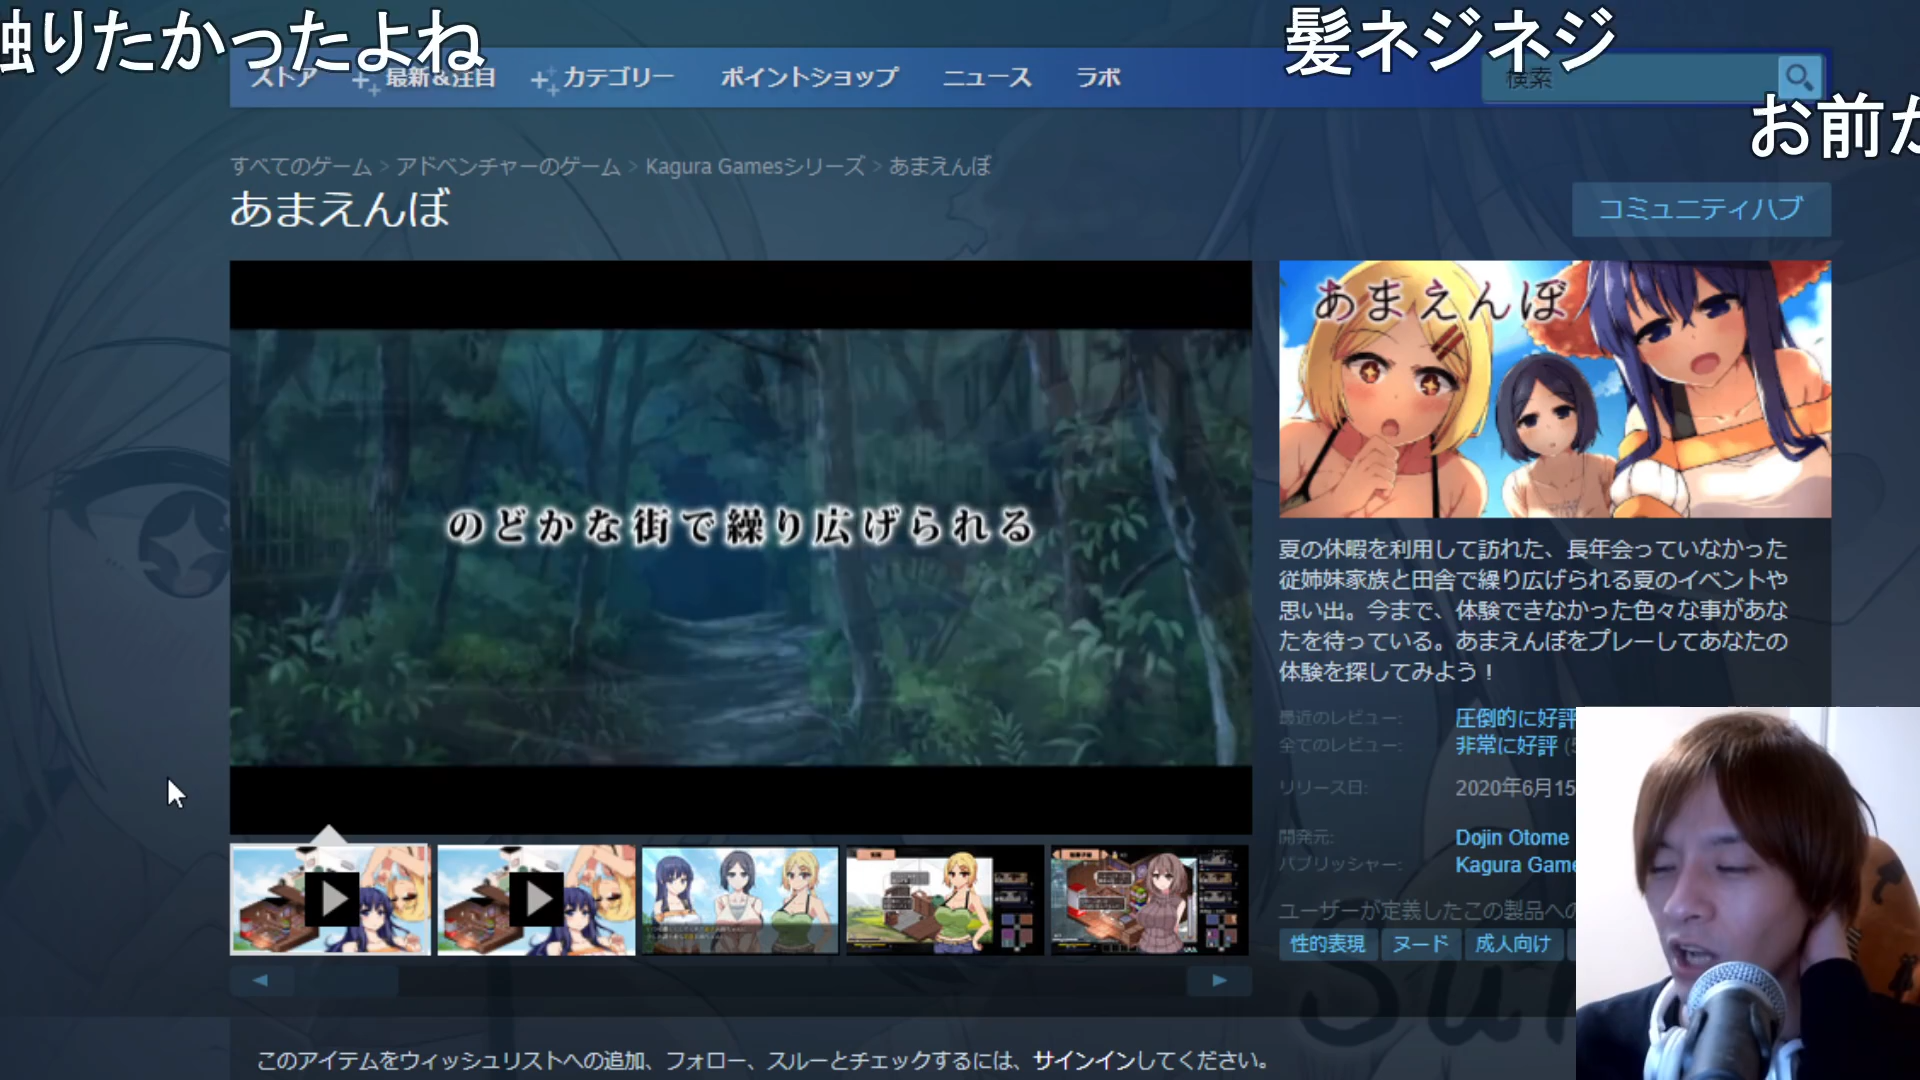 触りたかったよね
髪ネジネジ
お前が
ストア
最新&注目
カテゴリー
ポイントショップ
ニュース
ラボ
検索
すべてのゲーム > アドベンチャーのゲーム > Kagura Gamesシリーズ > あまえんぼ
あまえんぼ
コミュニティハブ
のどかな街で繰り広げられる
あまえんぼ
夏の休暇を利用して訪れた、長年会っていなかった
従姉妹家族と田舎で繰り広げられる夏のイベントや
思い出。今まで、体験できなかった色々な事があな
たを待っている。あまえんぼをプレーしてあなたの
体験を探してみよう！
最近のレビュー: 圧倒的に好評
全てのレビュー: 非常に好評
リリース日: 2020年6月15
開発元: Dojin Otome
パブリッシャー: Kagura Game
ユーザーが定義したこの製品への
性的表現 ヌード 成人向け
このアイテムをウィッシュリストへの追加、フォロー、スルーとチェックするには、サインインしてください。